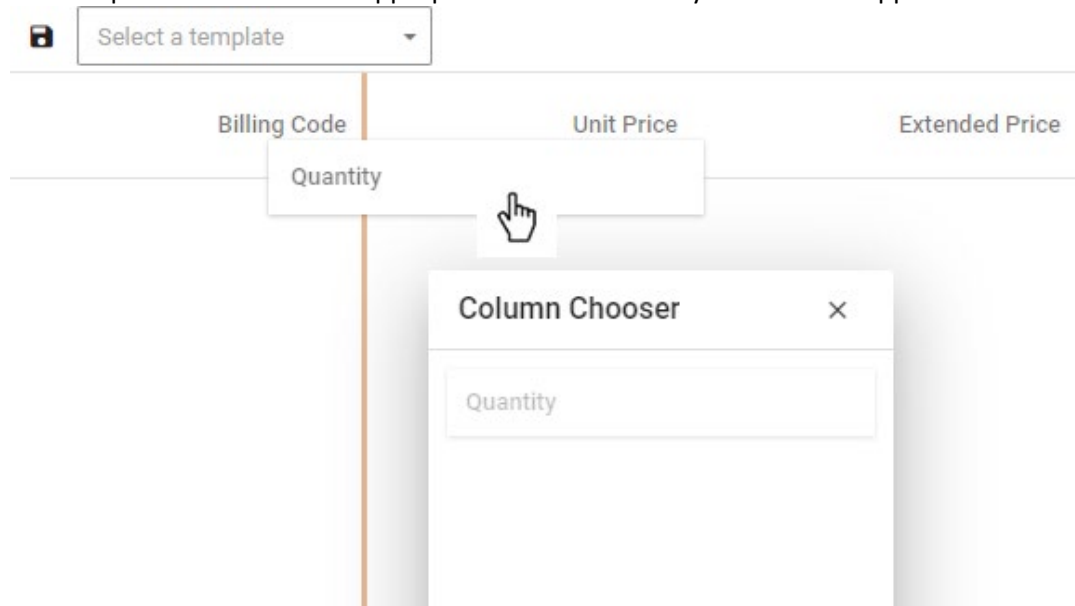 Select a template
Billing Code Unit Price Extended Price
Quantity
Column Chooser
Quantity